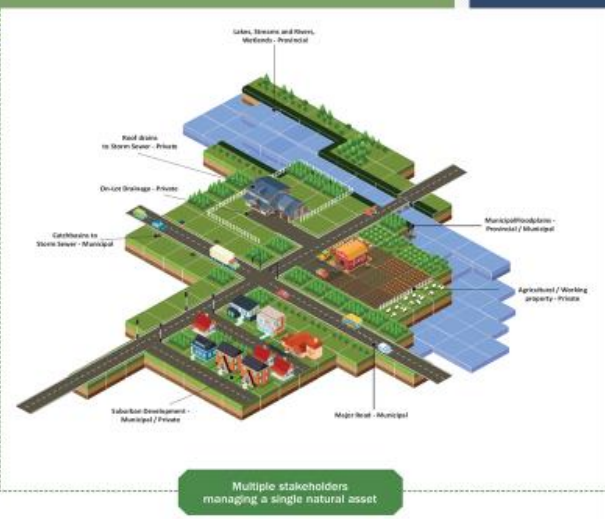 Lakes, Streams and Rivers,
Wetlands - Provincial
Roof drains
to Storm Sewer - Private
On-Lot Drainage - Private
Catchbasins to
Storm Sewer - Municipal
Municipal Floodplains -
Provincial / Municipal
Agricultural / Working
property - Private
Suburban Development -
Municipal / Private
Major Road - Municipal
Multiple stakeholders
managing a single natural asset